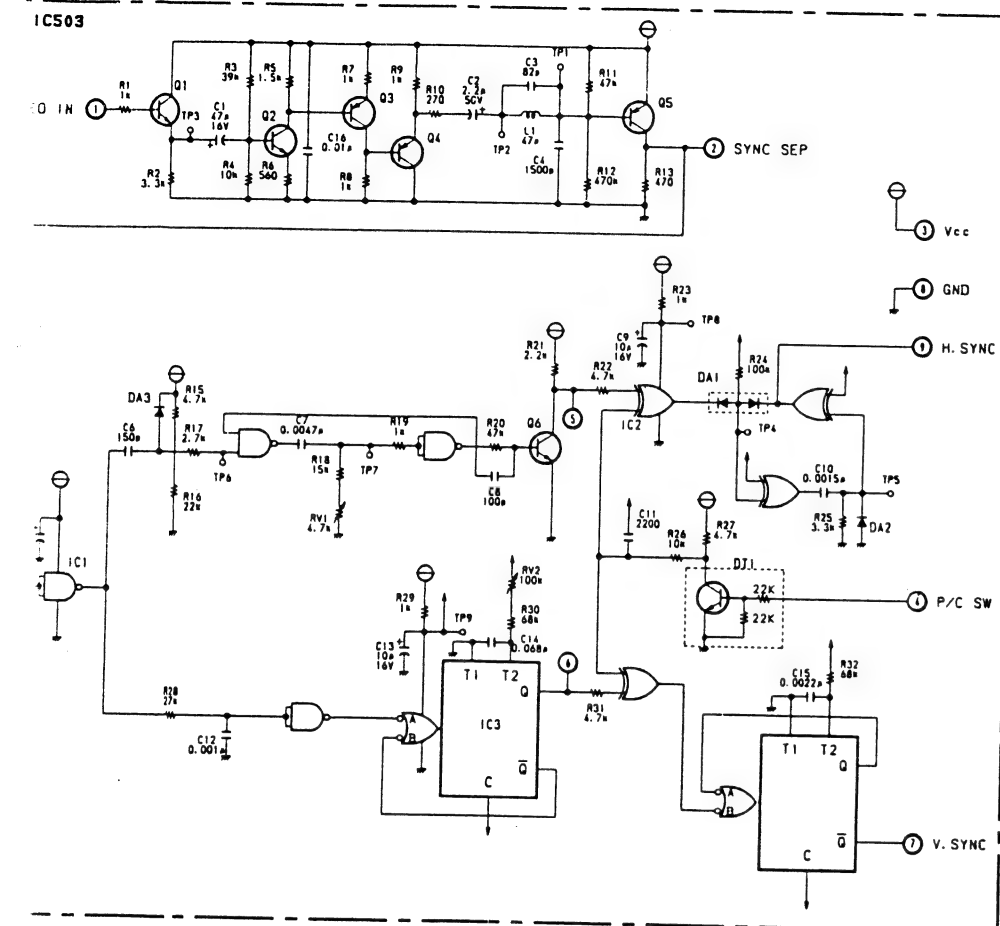 IC503
R1
1k
Q1
TP3
C1
47μ
16V
R2
3.3k
R3
39k
R4
10k
R5
1.5k
Q2
R6
560
C16
0.01μ
R7
1k
Q3
R8
1k
R9
1k
Q4
R10
270
C2
2.2μ
50V
TP2
C3
82p
TP1
L1
47μ
C4
1500p
R11
47k
R12
470k
Q5
R13
470
O IN
1
2
SYNC SEP
3
Vcc
8
GND
9
H.SYNC
R23
1k
C9
10μ
16V
TP8
R21
2.2k
R22
4.7k
5
IC2
DA1
R24
100k
TP4
C10
0.0015μ
TP5
R25
3.3k
DA2
DA3
R15
4.7k
C6
150p
R17
2.7k
TP6
R16
22k
C7
0.0047μ
R18
15k
RV1
4.7k
TP7
R19
1k
R20
47k
C8
100p
Q6
C11
2200
R26
10k
R27
4.7k
DT1
22K
22K
P/C SW
IC1
R29
1k
TP9
C13
10μ
16V
RV2
100k
R30
68k
C14
0.068μ
T1
T2
Q
IC3
Q̅
C
A
B
R28
27k
C12
0.001μ
R31
4.7k
C15
0.0022μ
R32
68k
T1
T2
Q
Q̅
C
A
B
7
V.SYNC